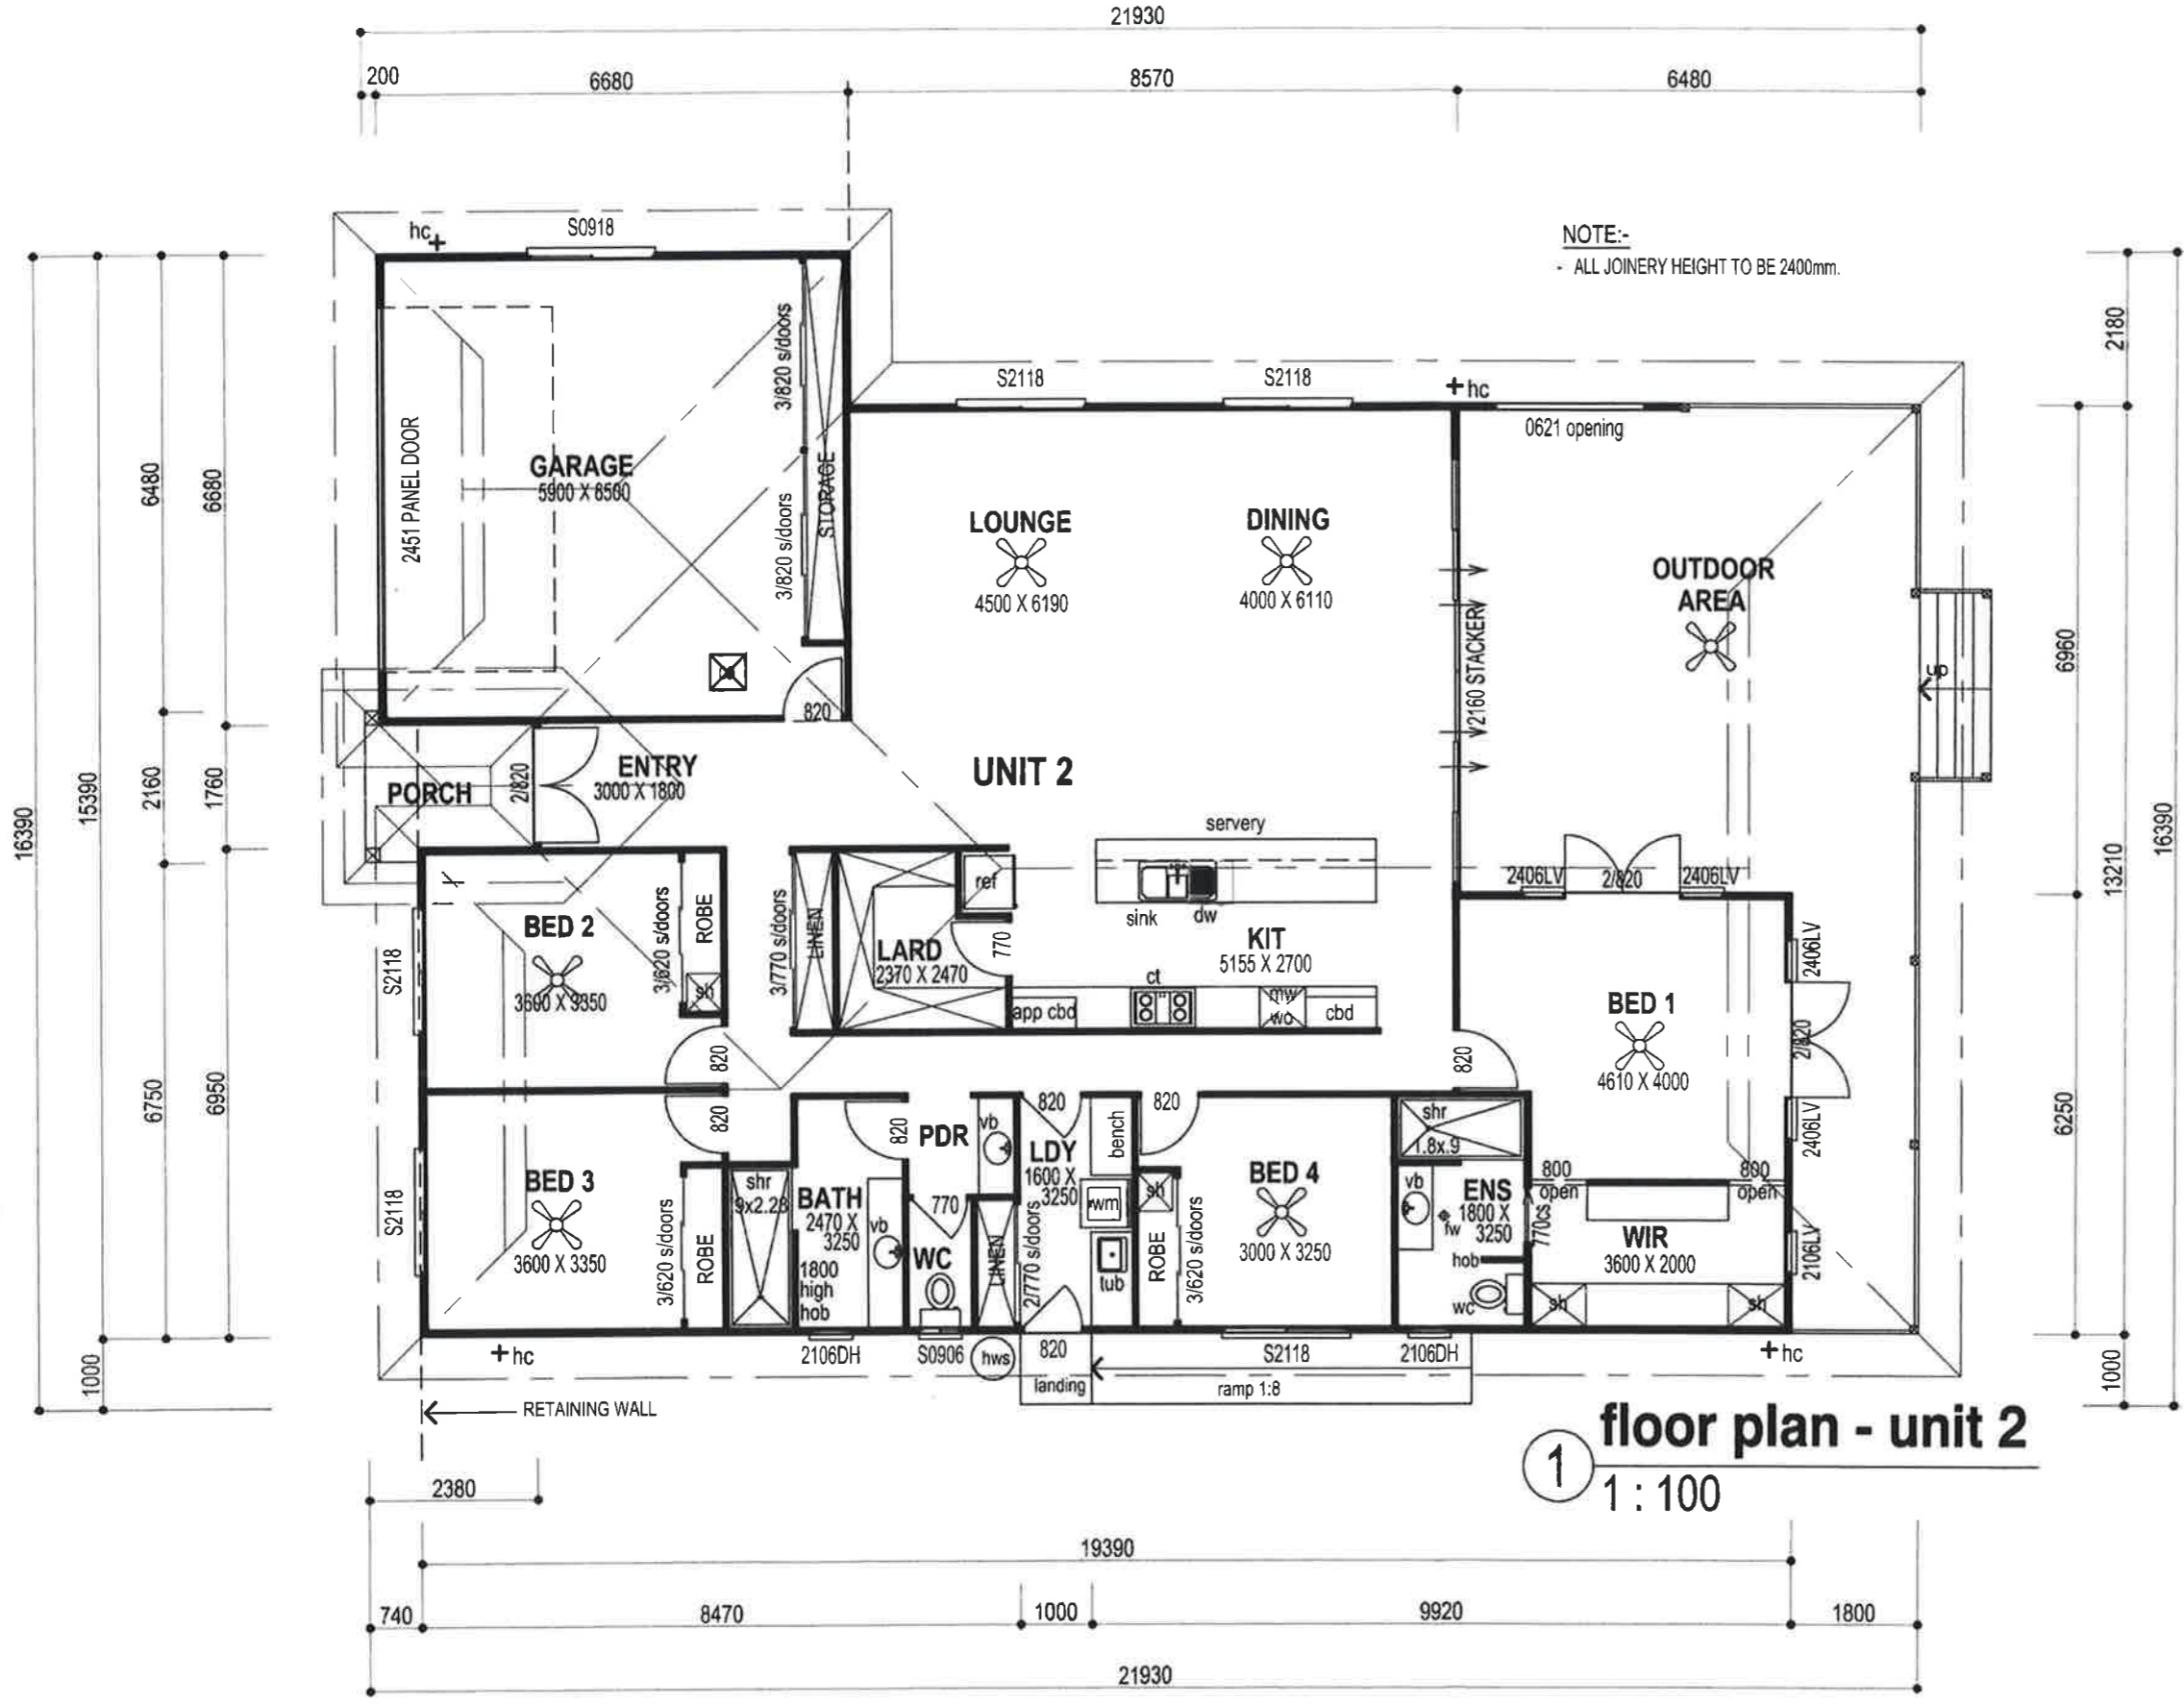 21930
200
6680
8570
6480
hc
S0918
NOTE:-
- ALL JOINERY HEIGHT TO BE 2400mm.
S2118
S2118
hc
0621 opening
2451 PANEL DOOR
GARAGE
5900 X 6500
3/820 s/doors
3/820 s/doors
STORAGE
820
LOUNGE
4500 X 6190
DINING
4000 X 6110
2160 STACKER
OUTDOOR
AREA
up
PORCH
2/820
ENTRY
3000 X 1800
UNIT 2
servery
sink
dw
ref
BED 2
3600 X 3350
3/620 s/doors
ROBE
sh
S2118
820
3/770 s/doors
LINEN
LARD
2370 X 2470
770
KIT
5155 X 2700
ct
app cbd
mw
wo
cbd
2406LV
2/820
2406LV
2406LV
BED 1
4610 X 4000
2/820
2406LV
820
BED 3
3600 X 3350
S2118
820
3/620 s/doors
ROBE
shr
.9x2.28
BATH
2470 X
3250
vb
1800
high
hob
820
PDR
vb
770
WC
LINEN
820
LDY
1600 X
3250
2/770 s/doors
bench
wm
tub
820
sh
ROBE
3/620 s/doors
BED 4
3000 X 3250
shr
1.8x.9
vb
ENS
1800 X
3250
fw
hob
wc
770cs
800
open
800
open
WIR
3600 X 2000
sh
sh
2106LV
hc
2106DH
S0906
hws
820
S2118
2106DH
hc
landing
ramp 1:8
RETAINING WALL
16390
15390
1000
6480
2160
6750
6680
1760
6950
2180
6960
6250
13210
1000
16390
1
floor plan - unit 2
1 : 100
2380
19390
740
8470
1000
9920
1800
21930